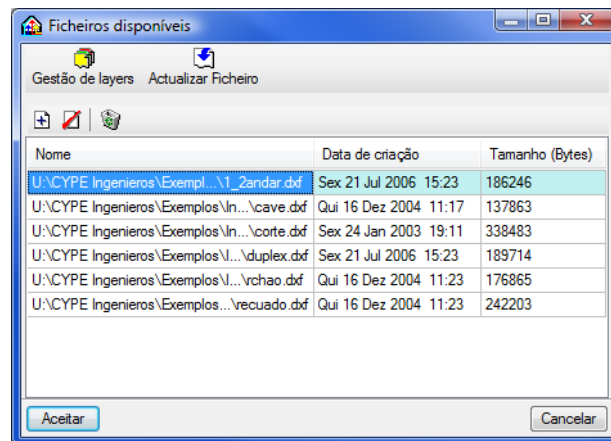 Ficheiros disponíveis
Gestão de layers Actualizar Ficheiro
Nome Data de criação Tamanho (Bytes)
U:\CYPE Ingenieros\Exempl...\1_2andar.dxf Sex 21 Jul 2006 15:23 186246
U:\CYPE Ingenieros\Exemplos\In...\cave.dxf Qui 16 Dez 2004 11:17 137863
U:\CYPE Ingenieros\Exemplos\In...\corte.dxf Sex 24 Jan 2003 19:11 338483
U:\CYPE Ingenieros\Exemplos\I...\duplex.dxf Sex 21 Jul 2006 15:23 189714
U:\CYPE Ingenieros\Exemplos\I...\rchao.dxf Qui 16 Dez 2004 11:23 176865
U:\CYPE Ingenieros\Exemplos...\recuado.dxf Qui 16 Dez 2004 11:23 242203
Aceitar Cancelar